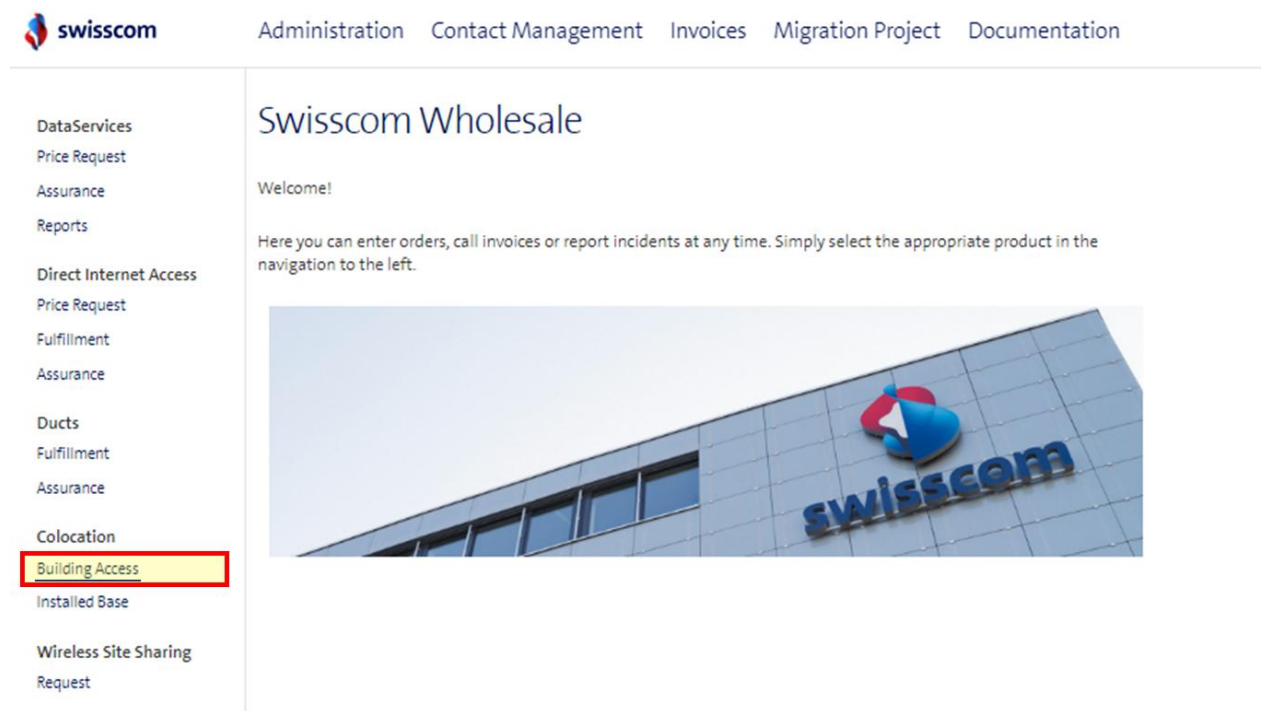 swisscom
Administration Contact Management Invoices Migration Project Documentation
DataServices
Price Request
Assurance
Reports
Direct Internet Access
Price Request
Fulfillment
Assurance
Ducts
Fulfillment
Assurance
Colocation
Building Access
Installed Base
Wireless Site Sharing
Request
Swisscom Wholesale
Welcome!
Here you can enter orders, call invoices or report incidents at any time. Simply select the appropriate product in the
navigation to the left.
swisscom